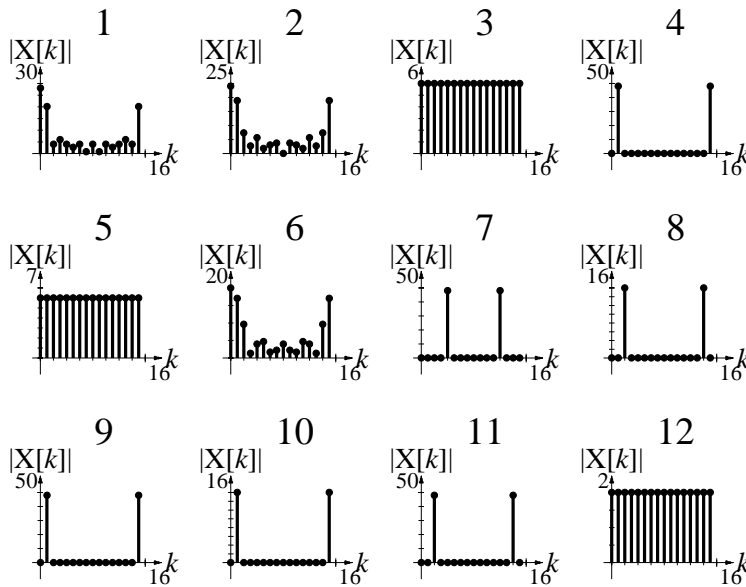 1 2 3 4
|X[k]| |X[k]| |X[k]| |X[k]|
30 25 6 50
k k k k
16 16 16 16
5 6 7 8
|X[k]| |X[k]| |X[k]| |X[k]|
7 20 50 16
k k k k
16 16 16 16
9 10 11 12
|X[k]| |X[k]| |X[k]| |X[k]|
50 16 50 2
k k k k
16 16 16 16